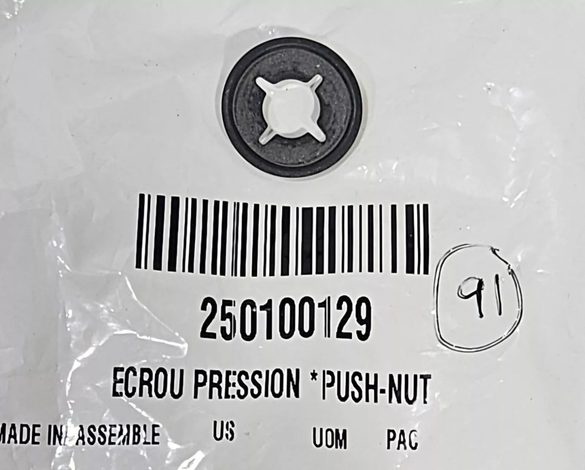 250100129
91
ECROU PRESSION *PUSH-NUT
MADE IN ASSEMBLE US UOM PAC